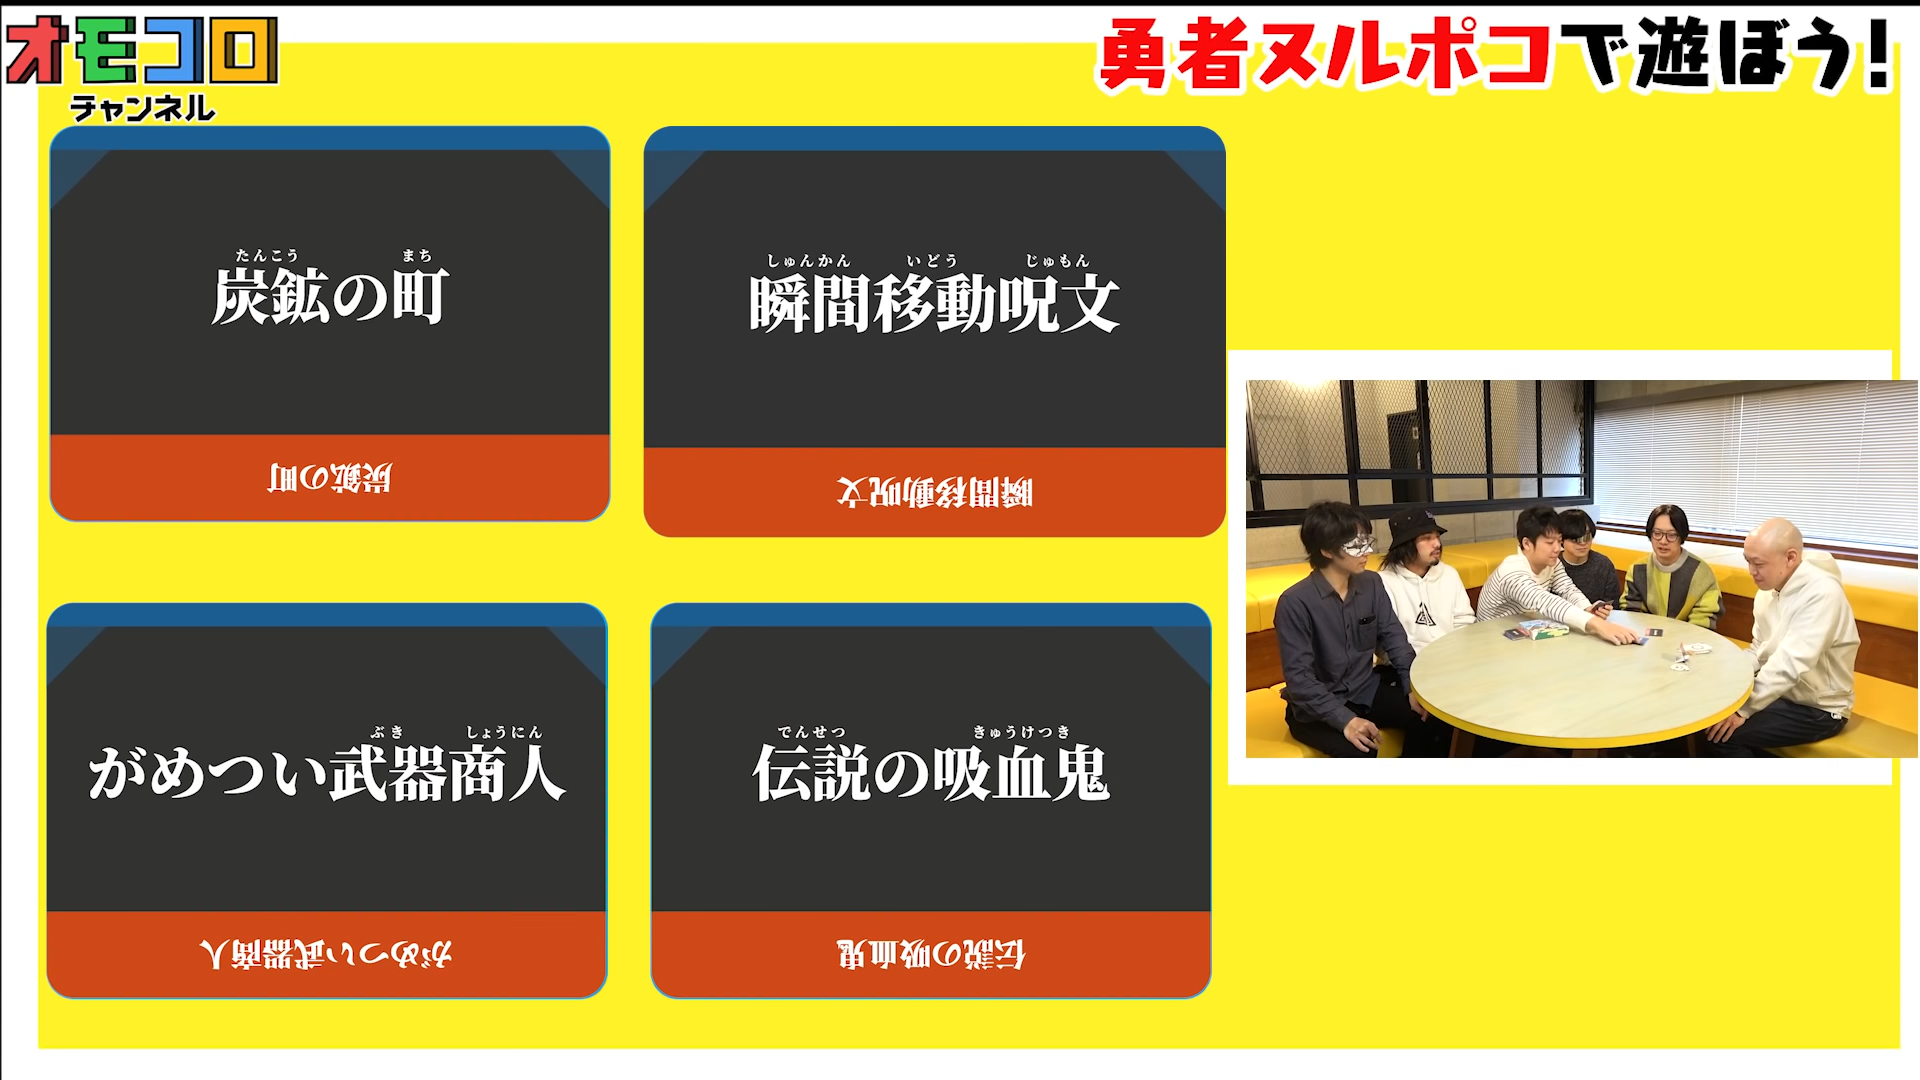 オモコロ
チャンネル
勇者ヌルポコで遊ぼう!
たんこう まち
炭鉱の町
炭鉱の町
しゅんかん いどう じゅもん
瞬間移動呪文
瞬間移動呪文
ぶき しょうにん
がめつい武器商人
がめつい武器商人
でんせつ きゅうけつき
伝説の吸血鬼
伝説の吸血鬼